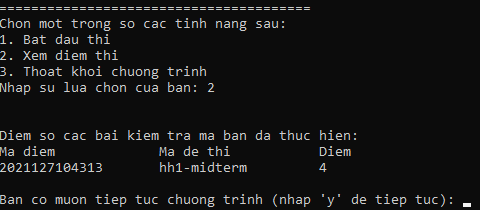 =======================================
Chon mot trong so cac tinh nang sau:
1. Bat dau thi
2. Xem diem thi
3. Thoat khoi chuong trinh
Nhap su lua chon cua ban: 2
Diem so cac bai kiem tra ma ban da thuc hien:
Ma diem Ma de thi Diem
2021127104313 hh1-midterm 4
Ban co muon tiep tuc chuong trinh (nhap 'y' de tiep tuc):